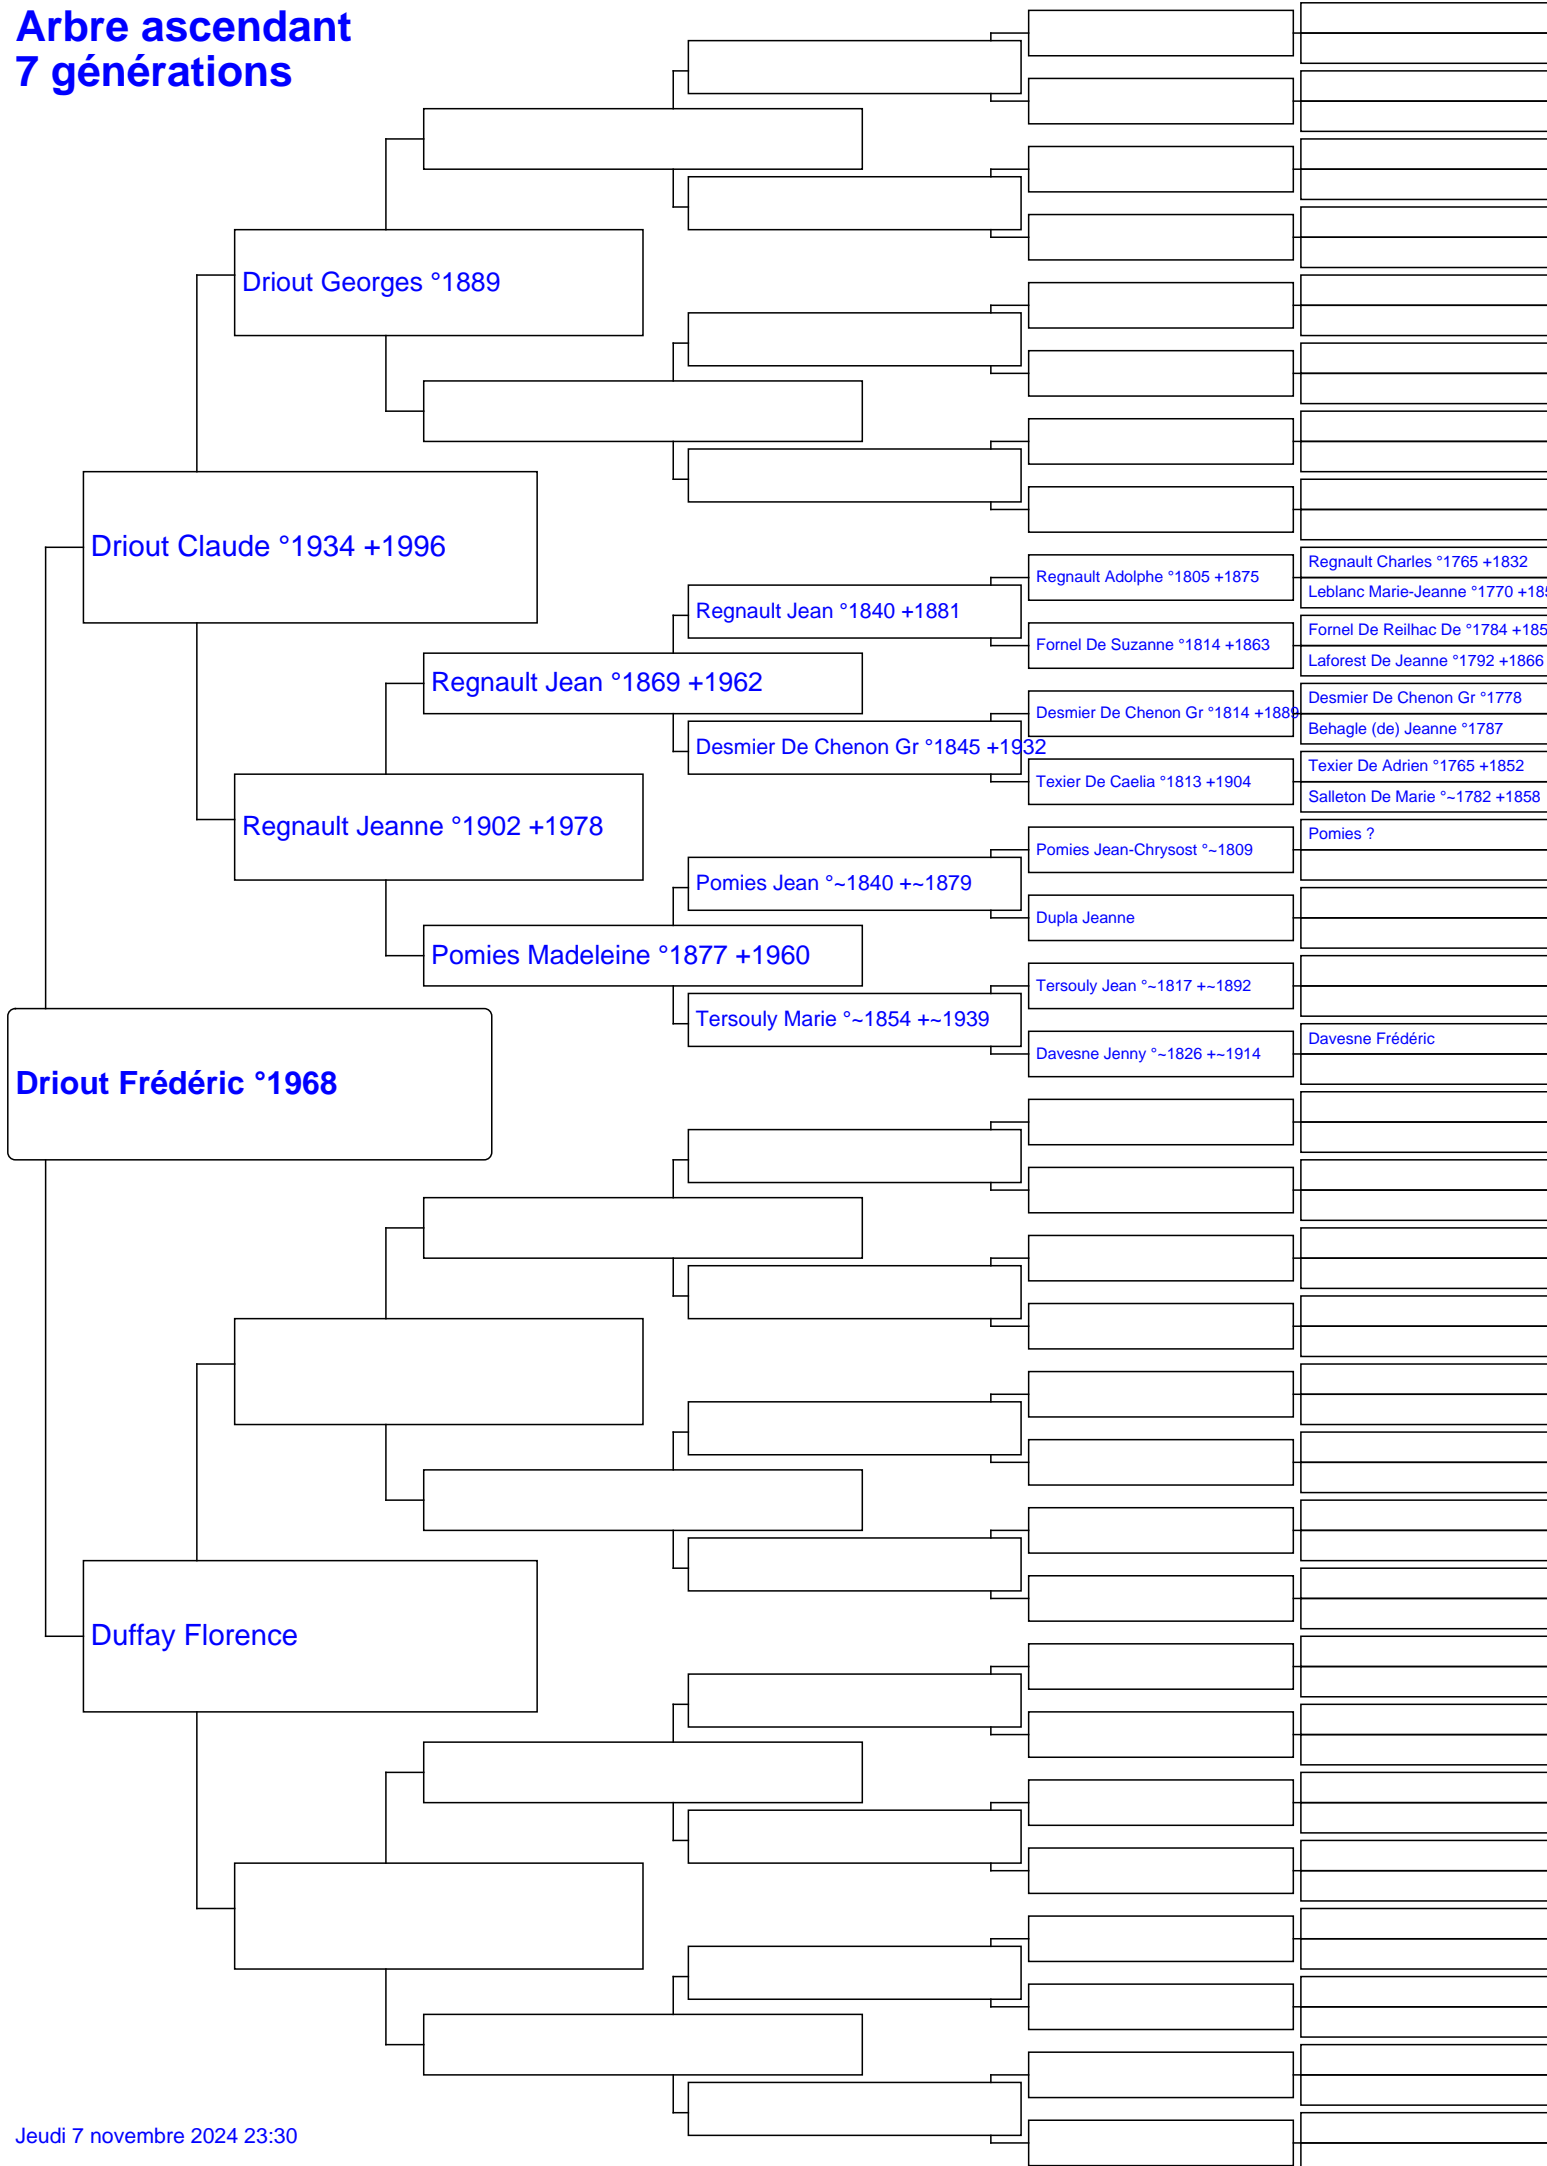 Arbre ascendant
7 générations
Driout Georges °1889
Driout Claude °1934 +1996
Regnault Adolphe °1805 +1875
Regnault Charles °1765 +1832
Leblanc Marie-Jeanne °1770 +185
Regnault Jean °1840 +1881
Fornel De Suzanne °1814 +1863
Fornel De Reilhac De °1784 +185
Laforest De Jeanne °1792 +1866
Regnault Jean °1869 +1962
Desmier De Chenon Gr °1814 +1889
Desmier De Chenon Gr °1778
Behagle (de) Jeanne °1787
Desmier De Chenon Gr °1845 +1932
Texier De Caelia °1813 +1904
Texier De Adrien °1765 +1852
Salleton De Marie °~1782 +1858
Regnault Jeanne °1902 +1978
Pomies Jean-Chrysost °~1809
Pomies ?
Pomies Jean °~1840 +~1879
Dupla Jeanne
Pomies Madeleine °1877 +1960
Tersouly Jean °~1817 +~1892
Tersouly Marie °~1854 +~1939
Davesne Jenny °~1826 +~1914
Davesne Frédéric
Driout Frédéric °1968
Duffay Florence
Jeudi 7 novembre 2024 23:30